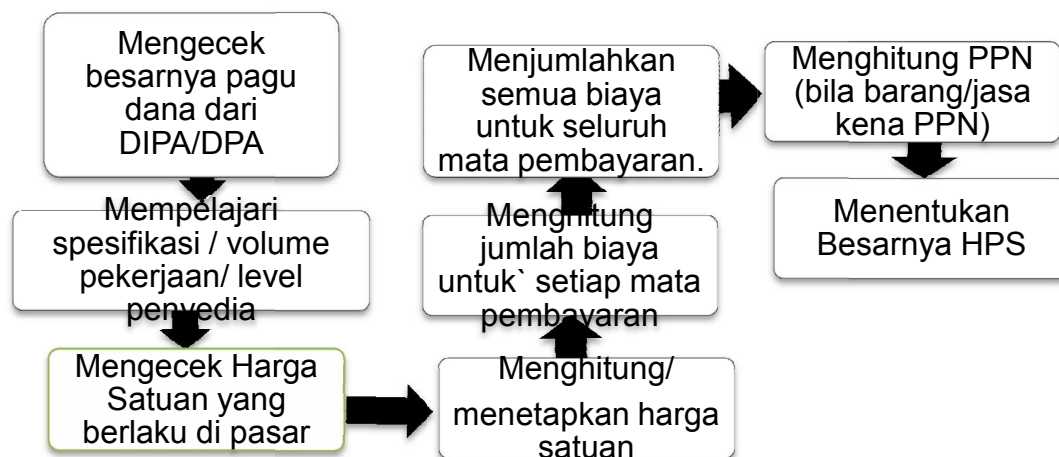 Mengecek
besarnya pagu
dana dari
DIPA/DPA
Mempelajari
spesifikasi / volume
pekerjaan/ level
penyedia
Mengecek Harga
Satuan yang
berlaku di pasar
Menghitung/
menetapkan harga
satuan
Menghitung
jumlah biaya
untuk` setiap mata
pembayaran
Menjumlahkan
semua biaya
untuk seluruh
mata pembayaran.
Menghitung PPN
(bila barang/jasa
kena PPN)
Menentukan
Besarnya HPS